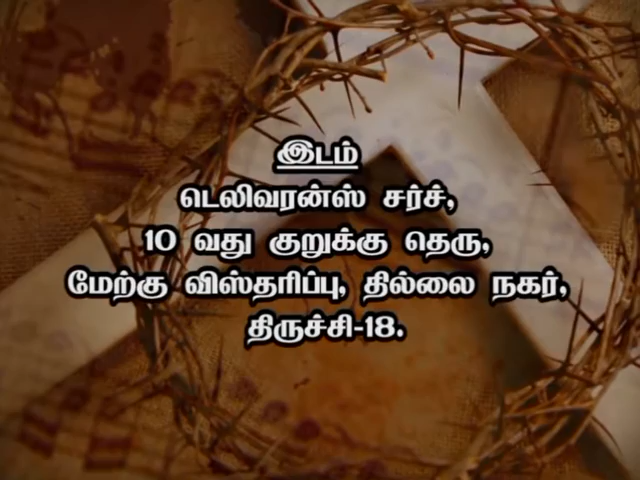 இடம்
டெலிவரன்ஸ் சர்ச்,
10 வது குறுக்கு தெரு,
மேற்கு விஸ்தரிப்பு, தில்லை நகர்,
திருச்சி-18.